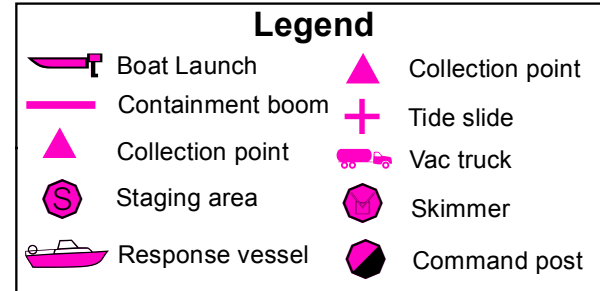 Legend
Boat Launch
Containment boom
Collection point
S
Staging area
Response vessel
Collection point
Tide slide
Vac truck
Skimmer
Command post